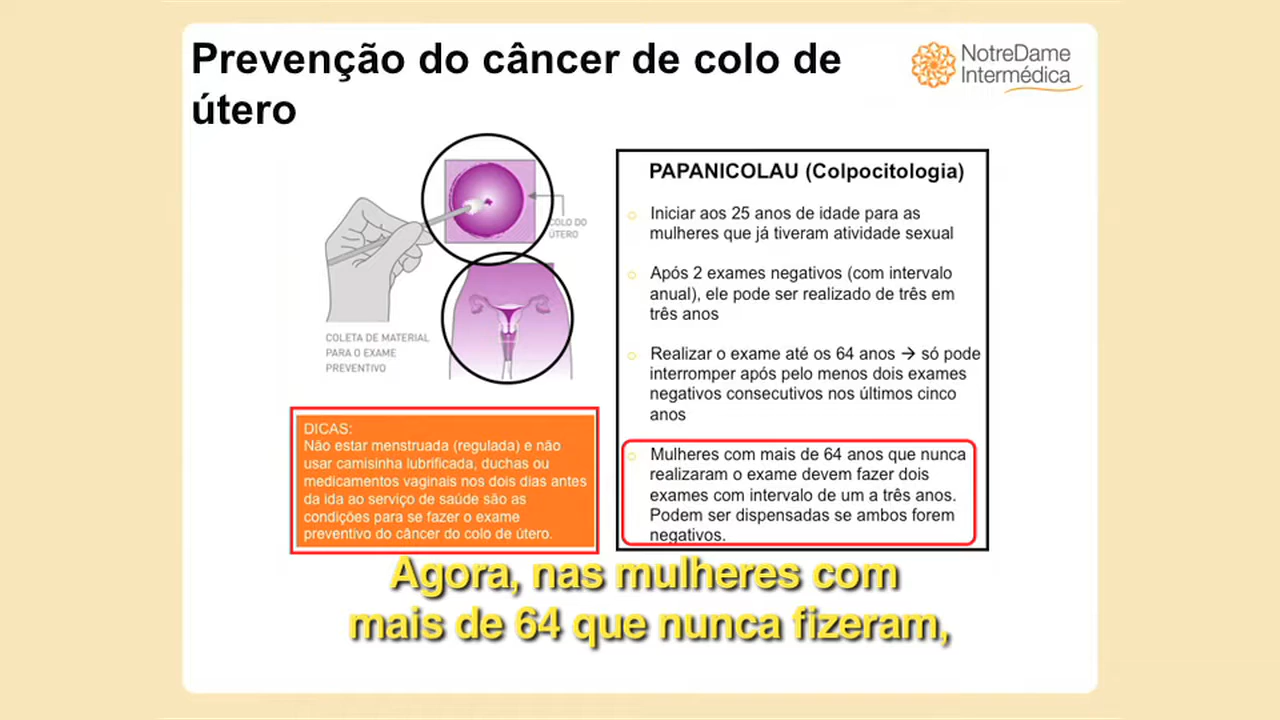 Prevenção do câncer de colo de
útero
NotreDame
Intermédica
COLO DO
ÚTERO
COLETA DE MATERIAL
PARA O EXAME
PREVENTIVO
DICAS:
Não estar menstruada (regulada) e não
usar camisinha lubrificada, duchas ou
medicamentos vaginais nos dois dias antes
da ida ao serviço de saúde são as
condições para se fazer o exame
preventivo do câncer do colo de útero.
PAPANICOLAU (Colpocitologia)
Iniciar aos 25 anos de idade para as
mulheres que já tiveram atividade sexual
Após 2 exames negativos (com intervalo
anual), ele pode ser realizado de três em
três anos
Realizar o exame até os 64 anos → só pode
interromper após pelo menos dois exames
negativos consecutivos nos últimos cinco
anos
Mulheres com mais de 64 anos que nunca
realizaram o exame devem fazer dois
exames com intervalo de um a três anos.
Podem ser dispensadas se ambos forem
negativos.
Agora, nas mulheres com
mais de 64 que nunca fizeram,